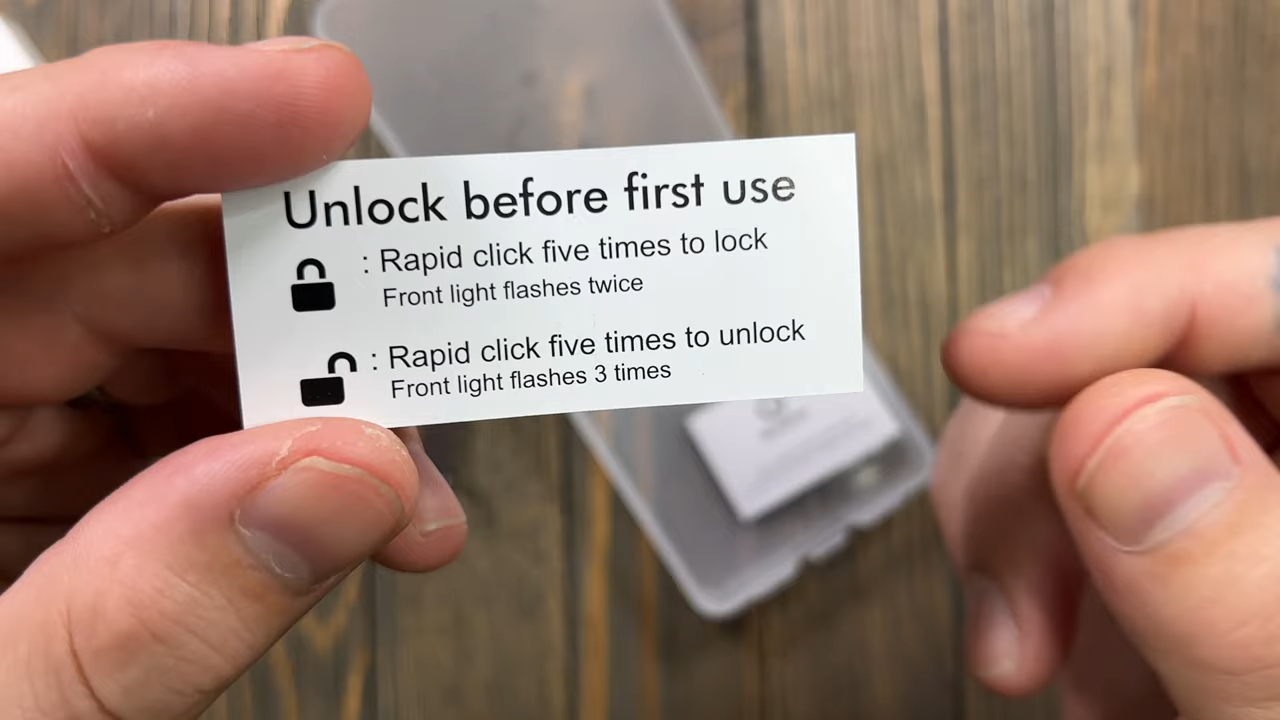 Unlock before first use
: Rapid click five times to lock
Front light flashes twice
: Rapid click five times to unlock
Front light flashes 3 times